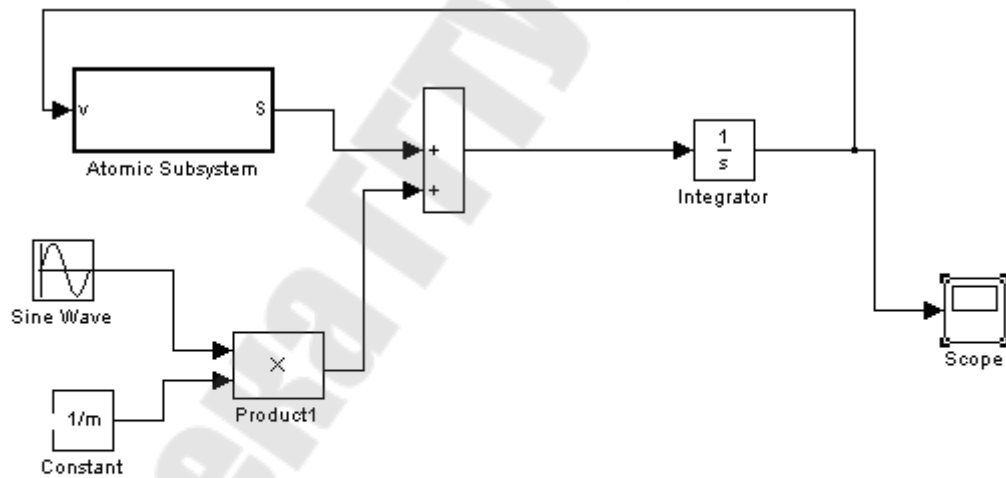 v
S
Atomic Subsystem
+
+
1
s
Integrator
Sine Wave
×
Product1
1/m
Constant
Scope